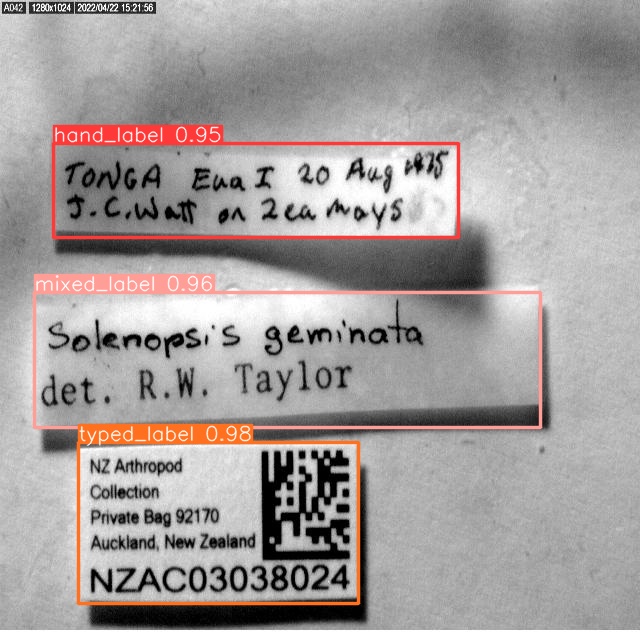 A042 1280x1024 2022/04/22 15:21:56
hand_label 0.95
TONGA Eua I 20 Aug 1975
J.C.Watt on Zea mays
mixed_label 0.96
Solenopsis geminata
det. R.W. Taylor
typed_label 0.98
NZ Arthropod
Collection
Private Bag 92170
Auckland, New Zealand
NZAC03038024